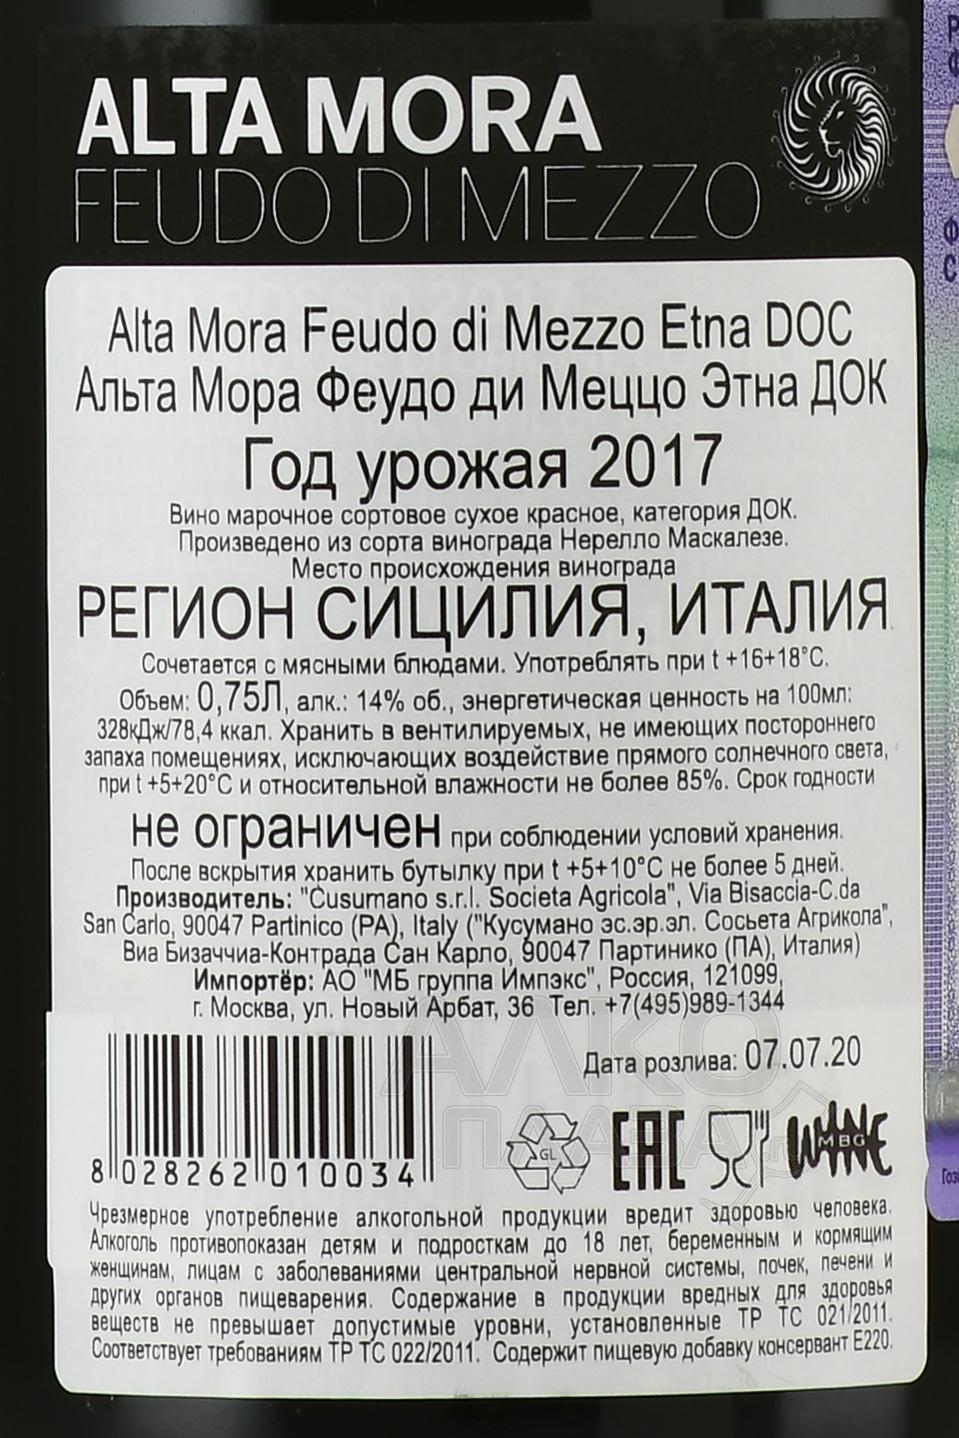 ALTA MORA
FEUDO DI MEZZO
Alta Mora Feudo di Mezzo Etna DOC
Альта Мора Феудо ди Меццо Этна ДОК
Год урожая 2017
Вино марочное сортовое сухое красное, категория ДОК.
Произведено из сорта винограда Нерелло Маскалезе.
Место происхождения винограда
РЕГИОН СИЦИЛИЯ, ИТАЛИЯ.
Сочетается с мясными блюдами. Употреблять при t +16+18°C.
Объем: 0,75Л, алк.: 14% об., энергетическая ценность на 100мл:
328кДж/78,4 ккал. Хранить в вентилируемых, не имеющих постороннего
запаха помещениях, исключающих воздействие прямого солнечного света,
при t +5+20°C и относительной влажности не более 85%. Срок годности
не ограничен при соблюдении условий хранения.
После вскрытия хранить бутылку при t +5+10°C не более 5 дней.
Производитель: "Cusumano s.r.l. Societa Agricola", Via Bisaccia-C.da
San Carlo, 90047 Partinico (PA), Italy ("Кусумано эс.эр.эл. Сосьета Агрикола",
Виа Бизаччиа-Контрада Сан Карло, 90047 Партинико (ПА), Италия)
Импортёр: АО "МБ группа Импэкс", Россия, 121099,
г. Москва, ул. Новый Арбат, 36 Тел. +7(495)989-1344
Дата розлива: 07.07.20
8 028262 010034
GL
EAC
WINE
MBG
АЛКО
ПЛАЗА
Чрезмерное употребление алкогольной продукции вредит здоровью человека.
Алкоголь противопоказан детям и подросткам до 18 лет, беременным и кормящим
женщинам, лицам с заболеваниями центральной нервной системы, почек, печени и
других органов пищеварения. Содержание в продукции вредных для здоровья
веществ не превышает допустимые уровни, установленные ТР ТС 021/2011.
Соответствует требованиям ТР ТС 022/2011. Содержит пищевую добавку консервант Е220.